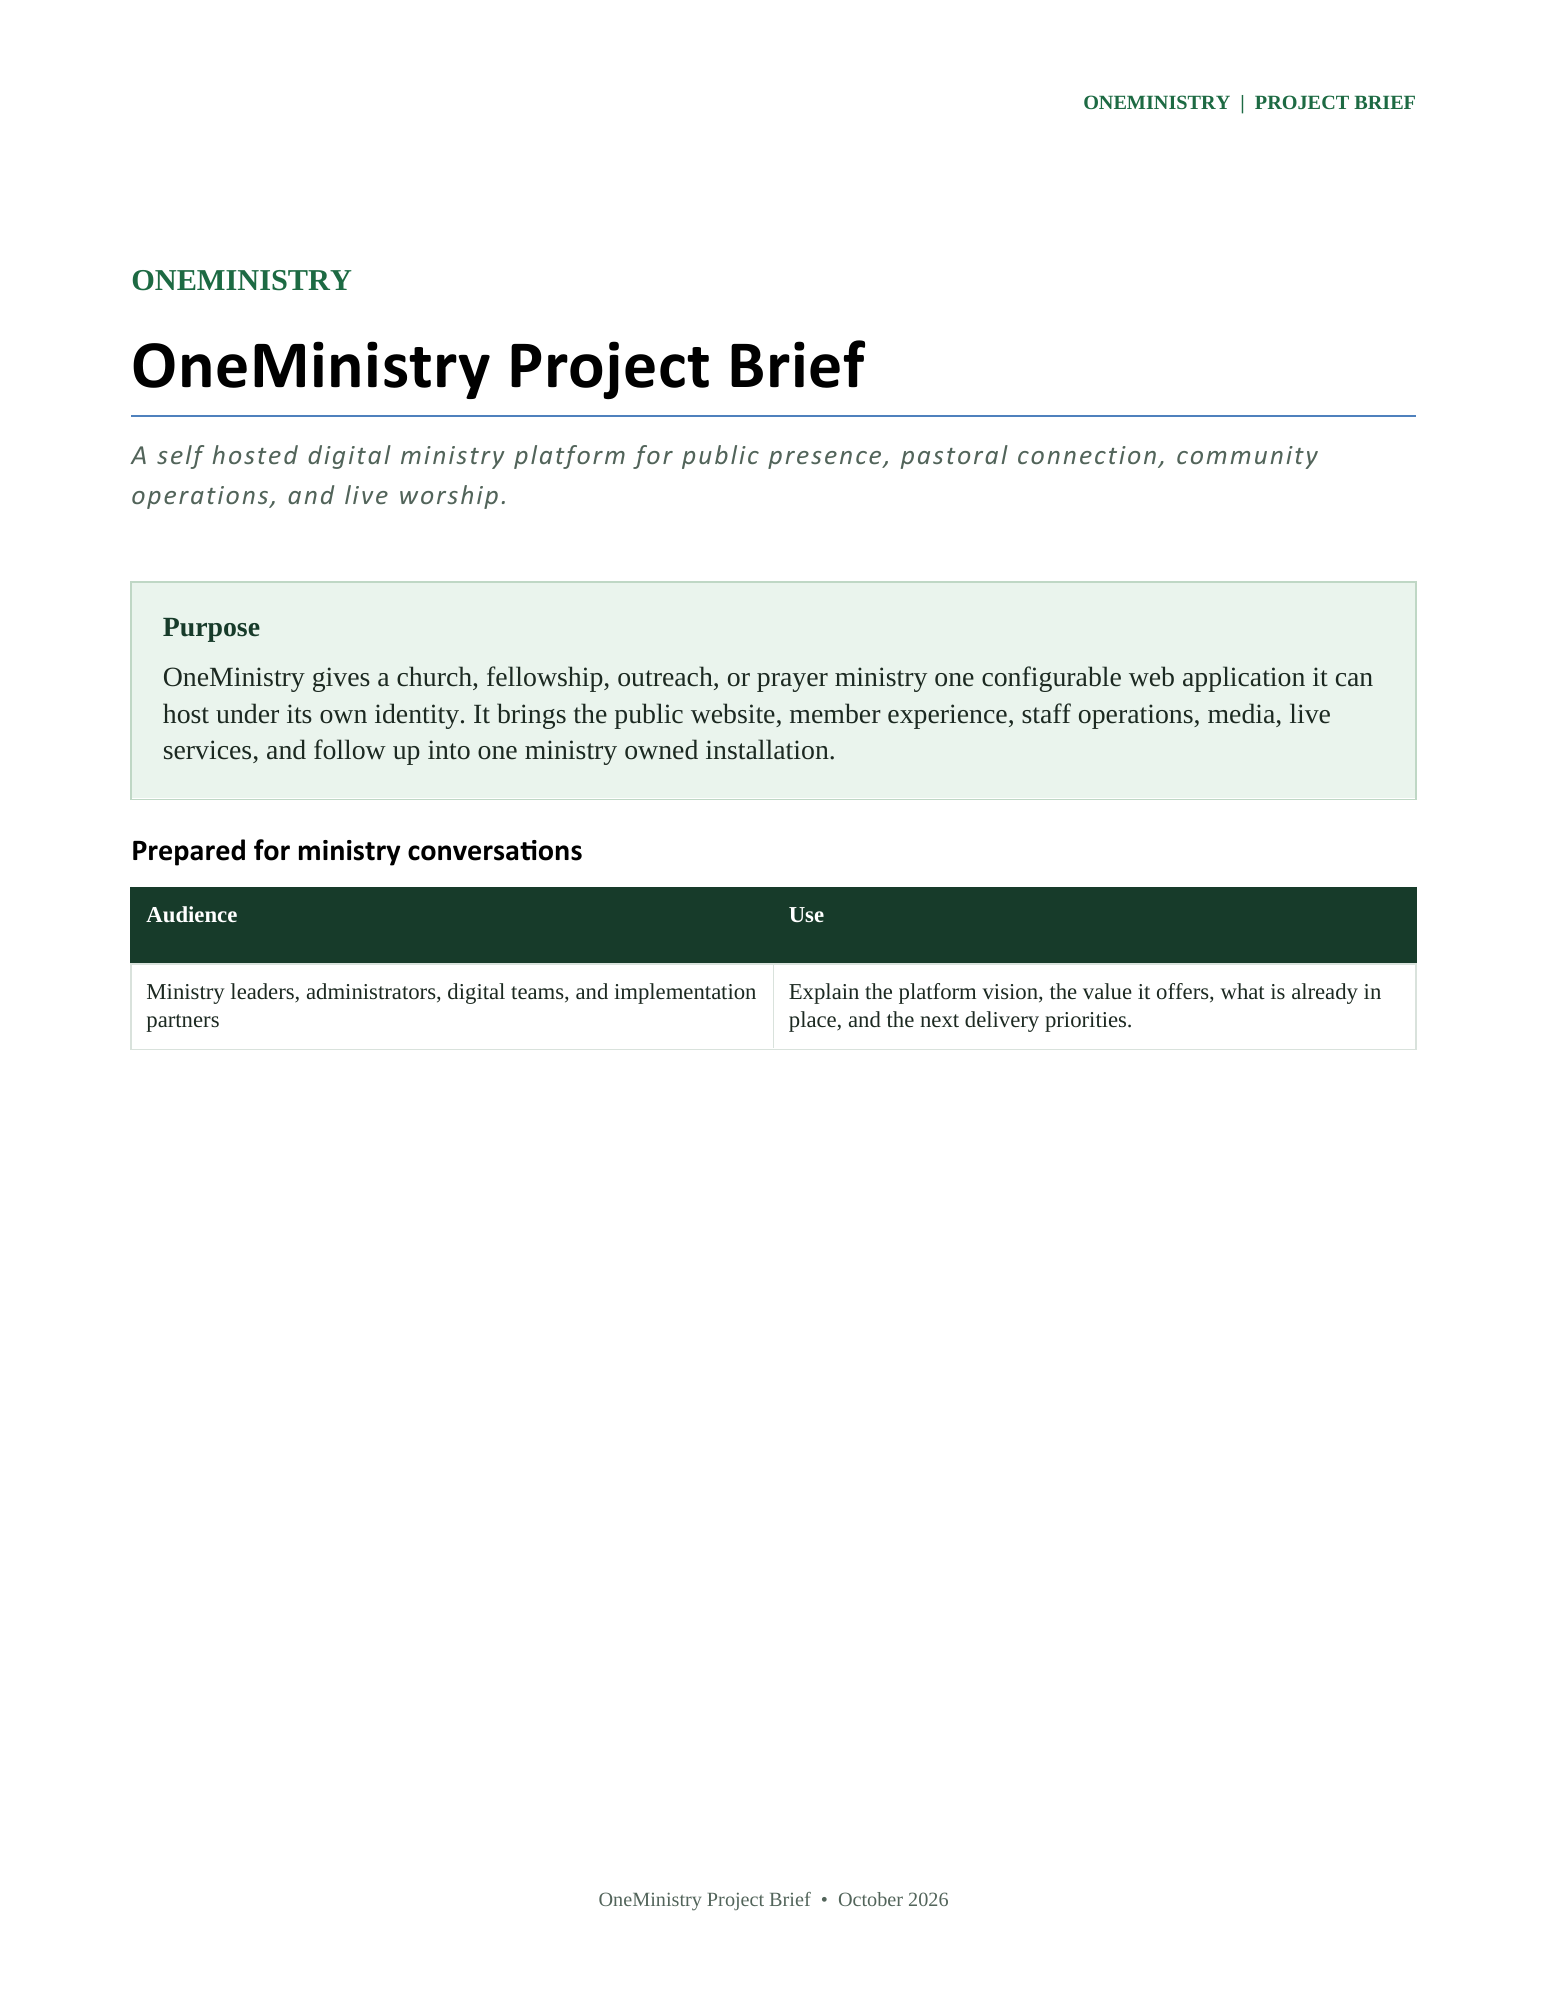 ONEMINISTRY | PROJECT BRIEF
ONEMINISTRY
OneMinistry Project Brief
A self hosted digital ministry platform for public presence, pastoral connection, community
operations, and live worship.
Purpose
OneMinistry gives a church, fellowship, outreach, or prayer ministry one configurable web application it can
host under its own identity. It brings the public website, member experience, staff operations, media, live
services, and follow up into one ministry owned installation.
Prepared for ministry conversations
Audience
Use
Ministry leaders, administrators, digital teams, and implementation
partners
Explain the platform vision, the value it offers, what is already in
place, and the next delivery priorities.
OneMinistry Project Brief • October 2026